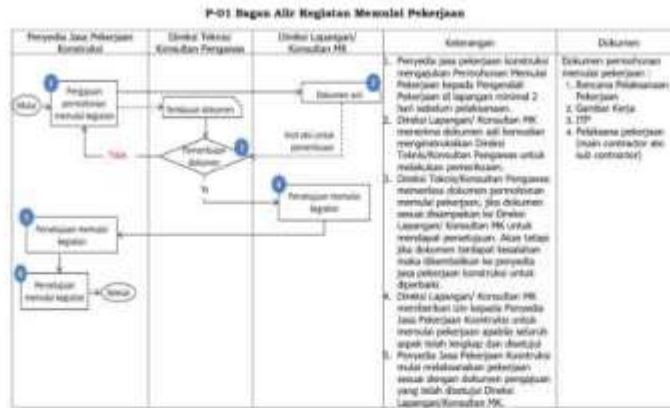 P-01 Bagan Alir Kegiatan Memulai Pekerjaan
Penyedia Jasa Pekerjaan
Konstruksi
Direksi Teknis/
Konsultan Pengawas
Direksi Lapangan/
Konsultan MK
Keterangan
Dokumen
Mulai
Pengajuan
permohonan
memulai kegiatan
Tembusan dokumen
Dokumen asli
Instruksi untuk
pemeriksaan
Tidak
Pemeriksaan
dokumen
Ya
Persetujuan memulai
kegiatan
Persetujuan memulai
kegiatan
Persetujuan
memulai kegiatan
Selesai
1. Penyedia jasa pekerjaan konstruksi
mengajukan Permohonan Memulai
Pekerjaan kepada Pengendali
Pekerjaan di lapangan minimal 2
hari sebelum pelaksanaan.
2. Direksi Lapangan/ Konsultan MK
menerima dokumen asli kemudian
menginstruksikan Direksi
Teknis/Konsultan Pengawas untuk
melakukan pemeriksaan.
3. Direksi Teknis/Konsultan Pengawas
memeriksa dokumen permohonan
memulai pekerjaan, jika dokumen
sesuai disampaikan ke Direksi
Lapangan/ Konsultan MK untuk
mendapat persetujuan. Akan tetapi
jika dokumen terdapat kesalahan
maka dikembalikan ke penyedia
jasa pekerjaan konstruksi untuk
diperbaiki.
4. Direksi Lapangan/ Konsultan MK
memberikan izin kepada Penyedia
Jasa Pekerjaan Konstruksi untuk
memulai pekerjaan apabila seluruh
aspek telah lengkap dan disetujui
5. Penyedia Jasa Pekerjaan Konstruksi
mulai melaksanakan pekerjaan
sesuai dengan dokumen pengajuan
yang telah disetujui Direksi
Lapangan/Konsultan MK.
Dokumen permohonan
memulai pekerjaan :
1. Rencana Pelaksanaan
Pekerjaan
2. Gambar Kerja
3. ITP
4. Pelaksana pekerjaan
(main contractor atau
sub contractor)